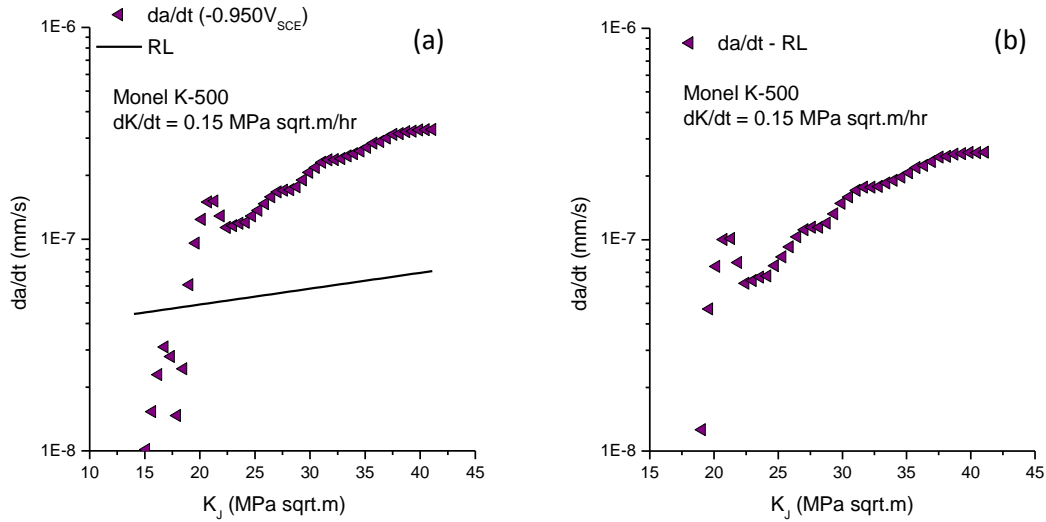 da/dt (-0.950V_SCE)
RL
(a)
Monel K-500
dK/dt = 0.15 MPa sqrt.m/hr
1E-6
1E-7
1E-8
da/dt (mm/s)
10 15 20 25 30 35 40 45
K_J (MPa sqrt.m)
da/dt - RL
(b)
Monel K-500
dK/dt = 0.15 MPa sqrt.m/hr
1E-6
1E-7
1E-8
da/dt (mm/s)
15 20 25 30 35 40 45
K_J (MPa sqrt.m)